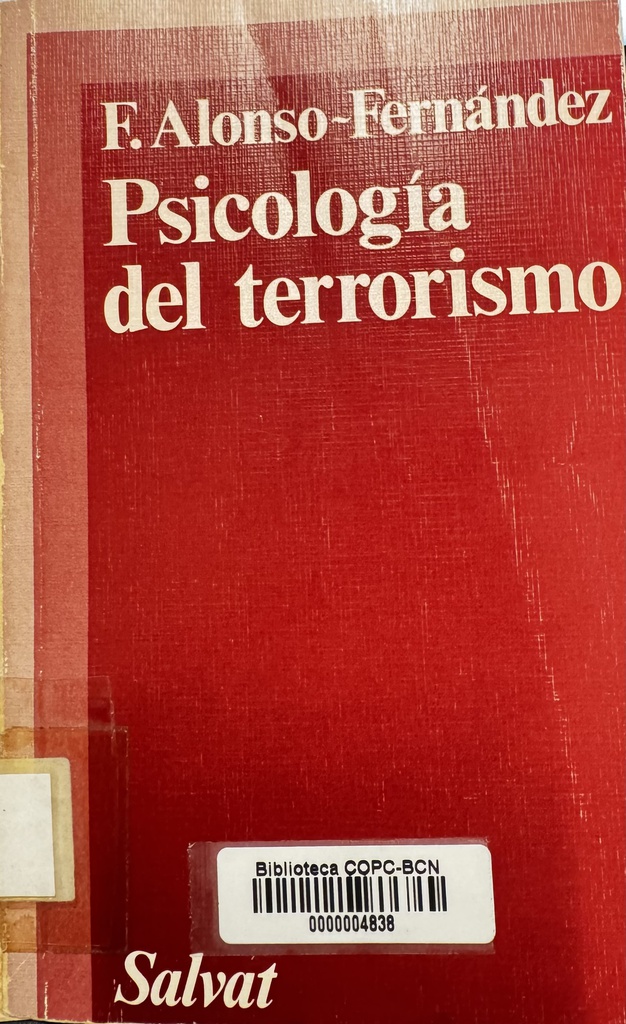 F. Alonso-Fernández
Psicología
del terrorismo
Biblioteca COPC-BCN
0000004838
Salvat